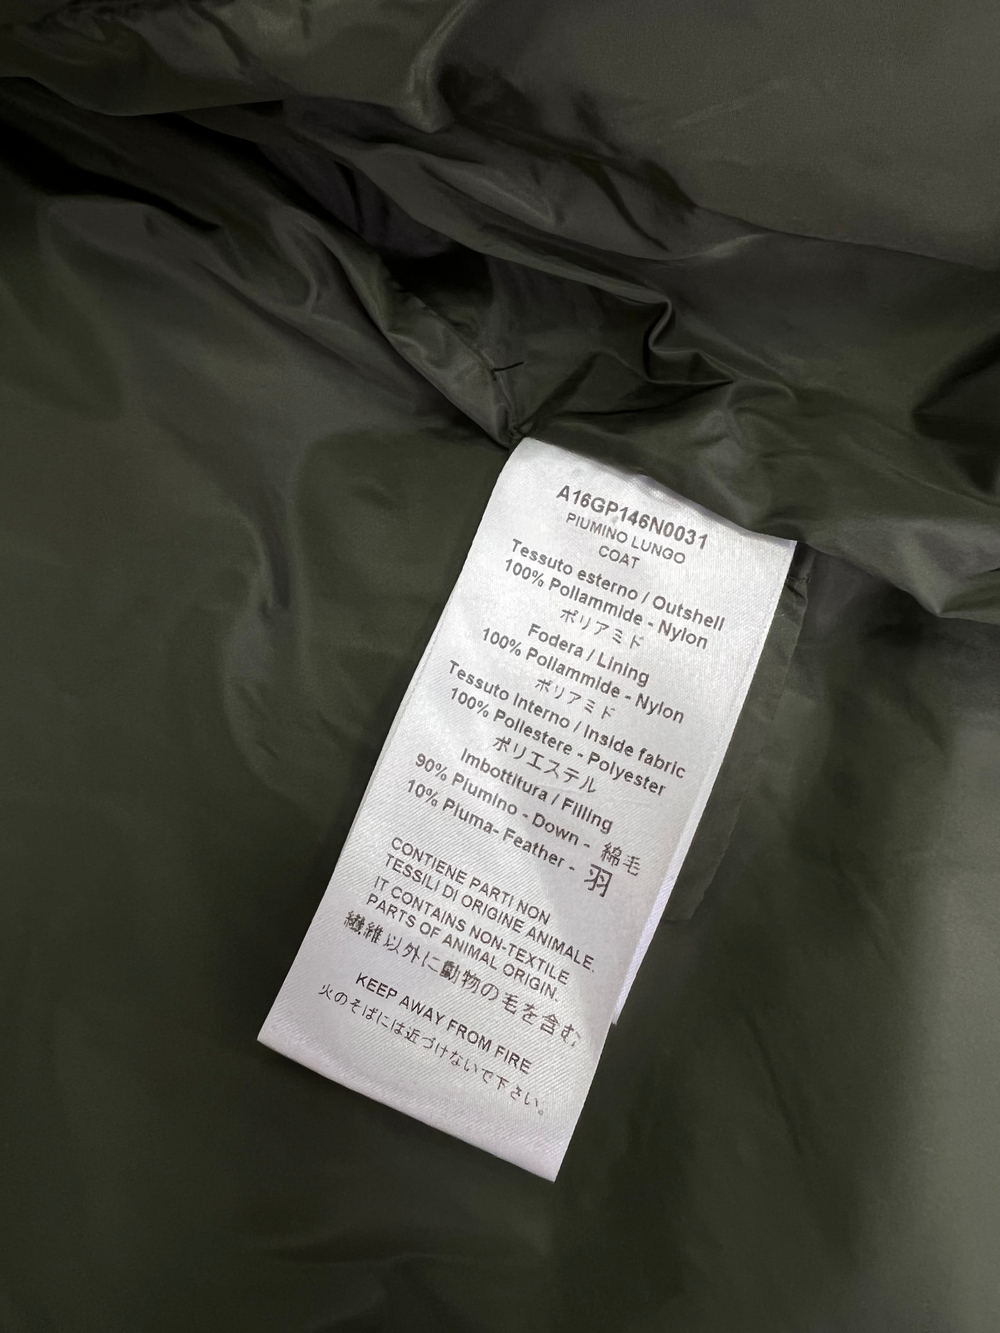 A16GP146N0031
PIUMINO LUNGO
COAT
Tessuto esterno / Outshell
100% Poliammide - Nylon
ポリアミド
Fodera / Lining
100% Poliammide - Nylon
ポリアミド
Tessuto Interno / Inside fabric
100% Poliestere - Polyester
ポリエステル
Imbottitura / Filling
90% Piumino - Down - 綿毛
10% Piuma- Feather - 羽
CONTIENE PARTI NON
TESSILI DI ORIGINE ANIMALE.
IT CONTAINS NON-TEXTILE
PARTS OF ANIMAL ORIGIN.
繊維以外に動物の毛を含む
KEEP AWAY FROM FIRE
火のそばには近づけないで下さい。